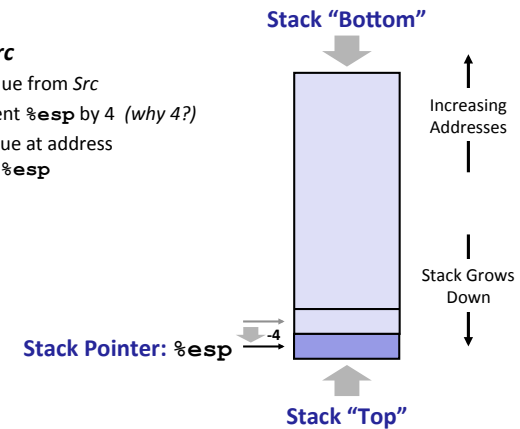 Stack "Bottom"
rc
ue from Src
ent %esp by 4 (why 4?)
ue at address
%esp
Increasing
Addresses
Stack Grows
Down
-4
Stack Pointer: %esp
Stack "Top"